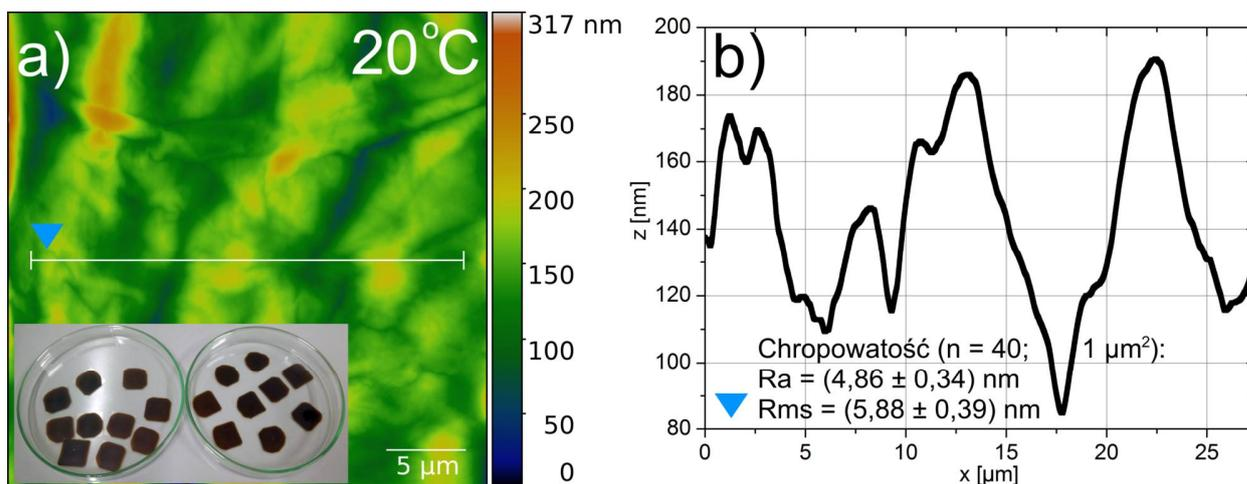 a)
20°C
317 nm
250
200
150
100
50
0
5 µm
b)
z [nm]
200
180
160
140
120
100
80
Chropowatość (n = 40; 1 µm²):
Ra = (4,86 ± 0,34) nm
Rms = (5,88 ± 0,39) nm
0 5 10 15 20 25
x [µm]